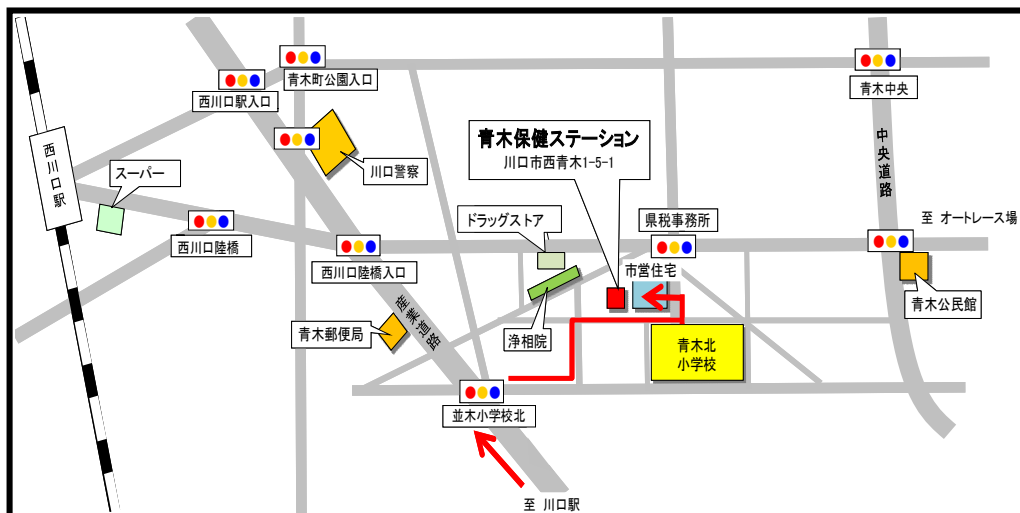 青木町公園入口
西川口駅入口
青木中央
中央道路
西川口駅
スーパー
川口警察
青木保健ステーション
川口市西青木1-5-1
ドラッグストア
県税事務所
至 オートレース場
西川口陸橋
西川口陸橋入口
市営住宅
産業道路
青木郵便局
浄相院
青木公民館
青木北
小学校
並木小学校北
至 川口駅